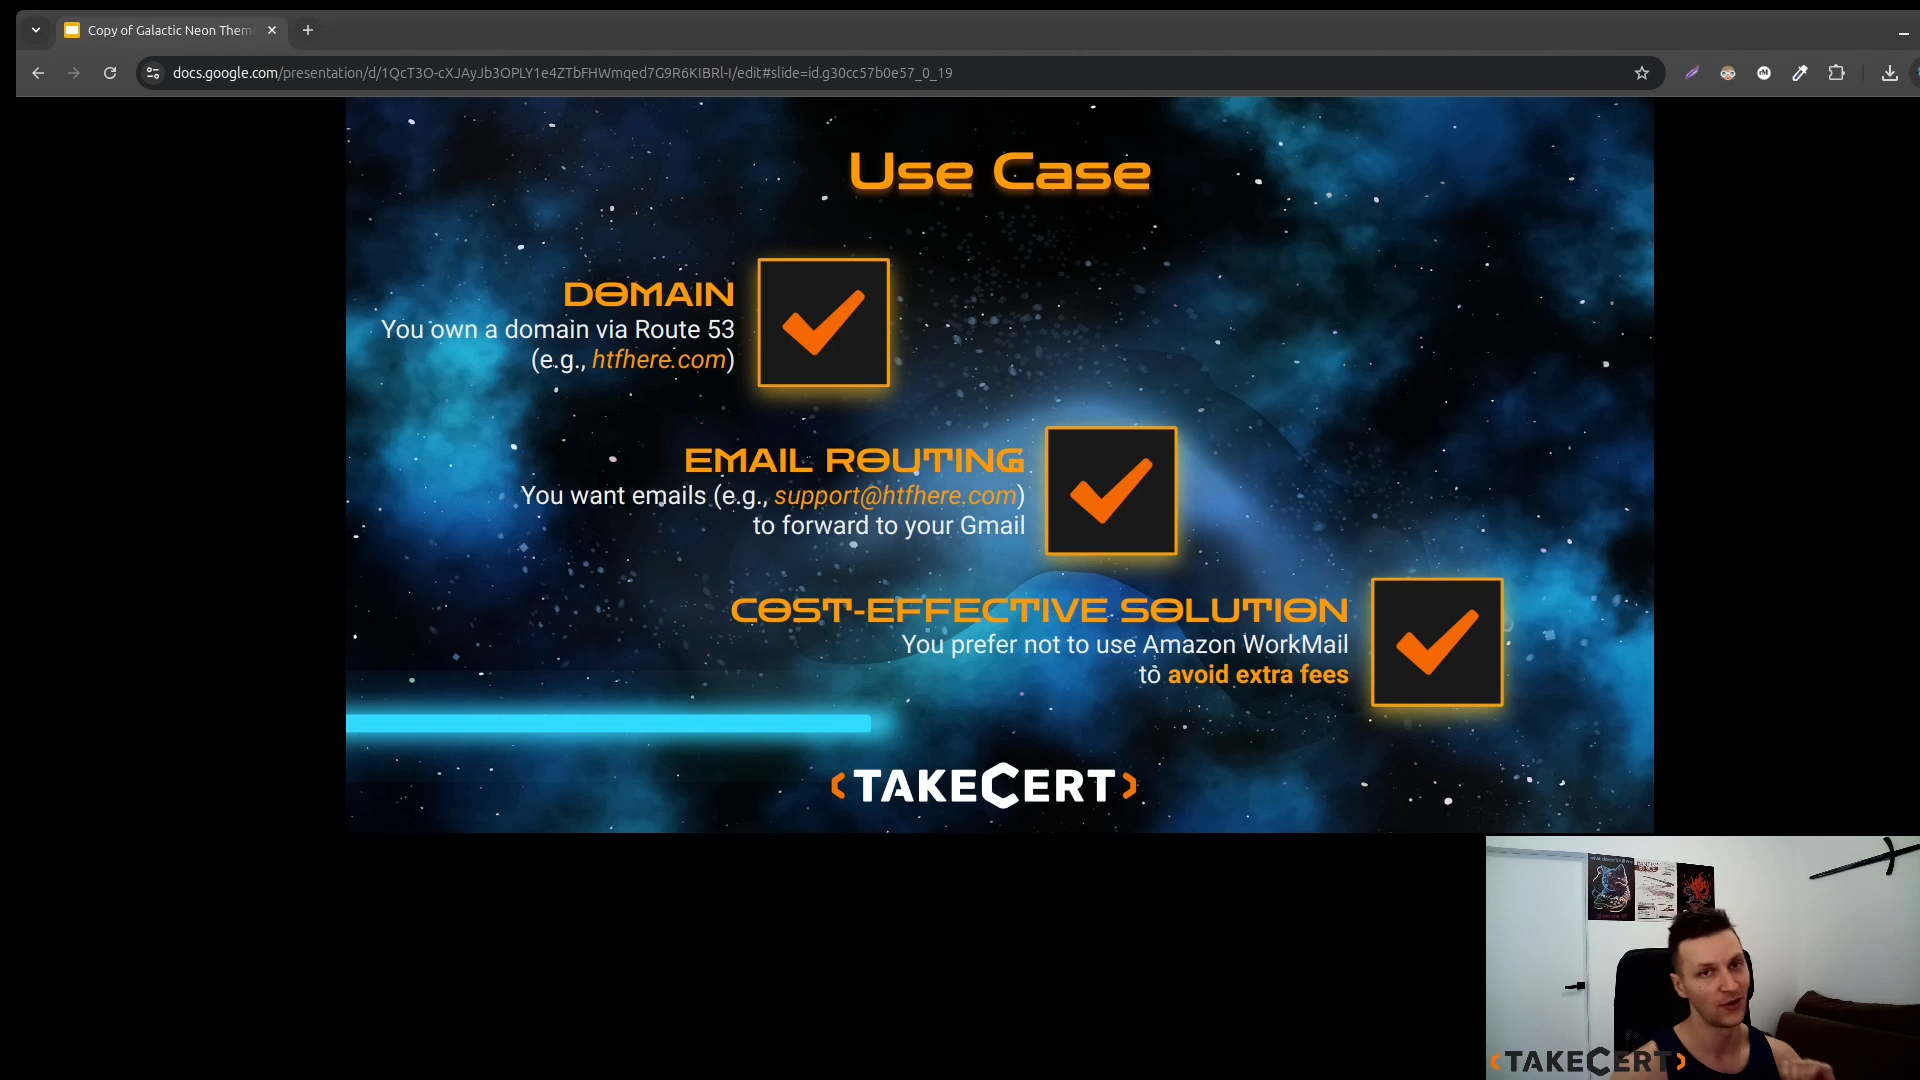 Copy of Galactic Neon Them
docs.google.com/presentation/d/1QcT3O-cXJAyJb3OPLY1e4ZTbFHWmqed7G9R6KIBRl-I/edit#slide=id.g30cc57b0e57_0_19
Use Case
DOMAIN
You own a domain via Route 53
(e.g., htfhere.com)
EMAIL ROUTING
You want emails (e.g., support@htfhere.com)
to forward to your Gmail
COST-EFFECTIVE SOLUTION
You prefer not to use Amazon WorkMail
to avoid extra fees
TAKECERT
TAKECERT